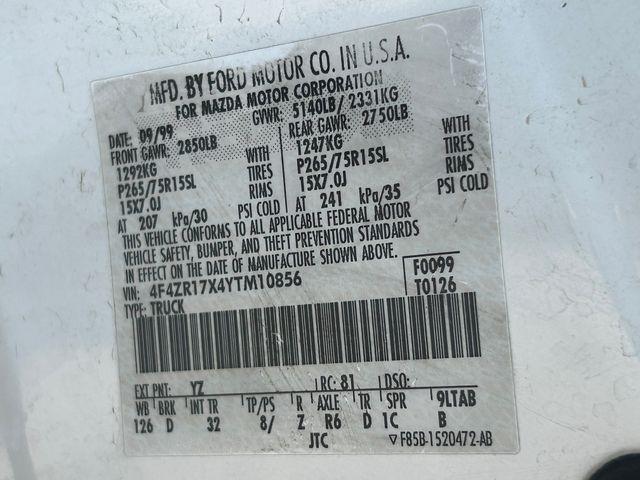 MFD. BY FORD MOTOR CO. IN U.S.A.
FOR MAZDA MOTOR CORPORATION
DATE: 09/99 GVWR: 5140LB/ 2331KG
FRONT GAWR: 2850LB REAR GAWR: 2750LB
1292KG WITH 1247KG WITH
P265/75R15SL TIRES P265/75R15SL TIRES
15X7.0J RIMS 15X7.0J RIMS
AT 207 kPa/30 PSI COLD AT 241 kPa/35 PSI COLD
THIS VEHICLE CONFORMS TO ALL APPLICABLE FEDERAL MOTOR
VEHICLE SAFETY, BUMPER, AND THEFT PREVENTION STANDARDS
IN EFFECT ON THE DATE OF MANUFACTURE SHOWN ABOVE.
VIN: 4F4ZR17X4YTM10856 F0099
TYPE: TRUCK T0126
EXT PNT: YZ RC: 81 DSO:
WB BRK INT TR TP/PS R AXLE TR SPR 9LTAB
126 D 32 8/ Z R6 D 1C B
JTC ▽F85B-1520472-AB